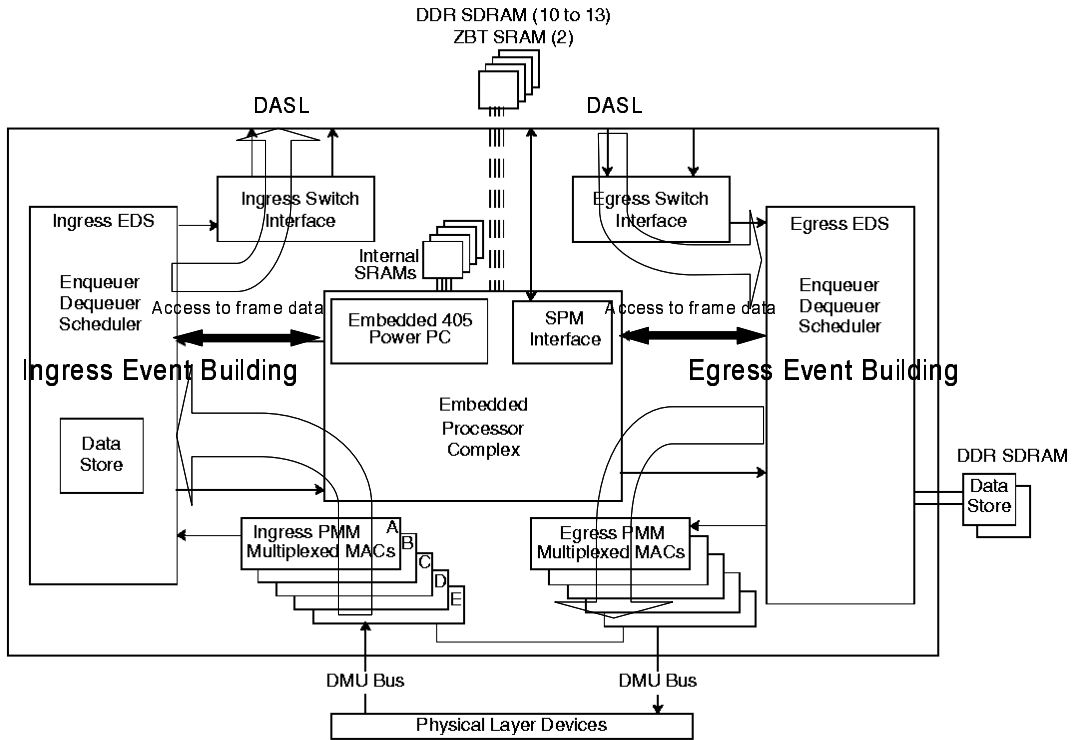 DDR SDRAM (10 to 13)
ZBT SRAM (2)
DASL
DASL
Ingress Switch
Interface
Egress Switch
Interface
Ingress EDS
Egress EDS
Internal
SRAMs
Enqueuer
Dequeuer
Scheduler
Enqueuer
Dequeuer
Scheduler
Access to frame data
Access to frame data
Embedded 405
Power PC
SPM
Interface
Ingress Event Building
Egress Event Building
Embedded
Processor
Complex
Data
Store
DDR SDRAM
Data
Store
Ingress PMM
Multiplexed MACs
A
B
C
D
E
Egress PMM
Multiplexed MACs
DMU Bus
DMU Bus
Physical Layer Devices